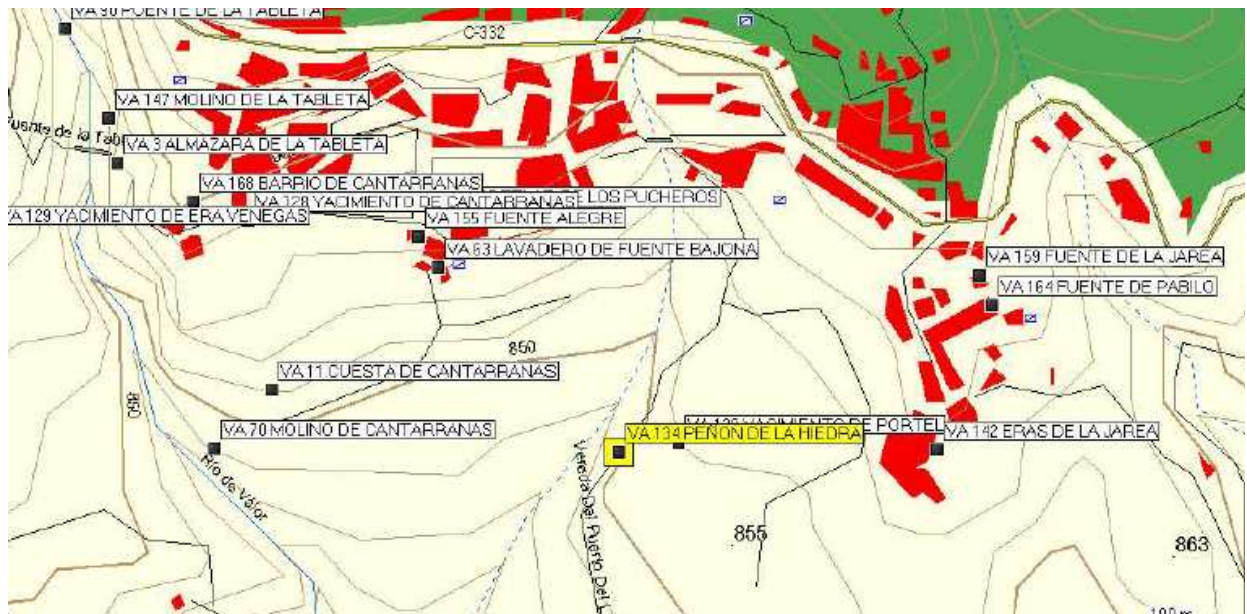 VA 90 PUENTE DE LA TABLETA
C-332
VA 147 MOLINO DE LA TABLETA
Fuente de la Tab
VA 3 ALMAZARA DE LA TABLETA
VA 168 BARRIO DE CANTARRANAS
VA 128 YACIMIENTO DE CANTARRANAS
E LOS PUCHEROS
VA 129 YACIMIENTO DE ERA VENEGAS
VA 155 FUENTE ALEGRE
VA 63 LAVADERO DE FUENTE BAJONA
VA 159 FUENTE DE LA JAREA
VA 164 FUENTE DE PABILO
850
VA 11 CUESTA DE CANTARRANAS
850
VA 70 MOLINO DE CANTARRANAS
YACIMIENTO DE PORTEL
VA 134 PEÑON DE LA HIEDRA
VA 142 ERAS DE LA JAREA
Río de Válor
Vereda Del Puerto Del L
855
863
100 m